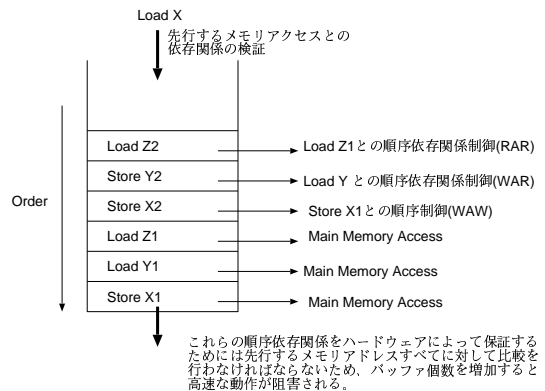 Load X
先行するメモリアクセスとの
依存関係の検証
Order
Load Z2
Load Z1との順序依存関係制御(RAR)
Store Y2
Load Y との順序依存関係制御(WAR)
Store X2
Store X1との順序制御(WAW)
Load Z1
Main Memory Access
Load Y1
Main Memory Access
Store X1
Main Memory Access
これらの順序依存関係をハードウェアによって保証する
ためには先行するメモリアドレスすべてに対して比較を
行わなければならないため、バッファ個数を増加すると
高速な動作が阻害される。